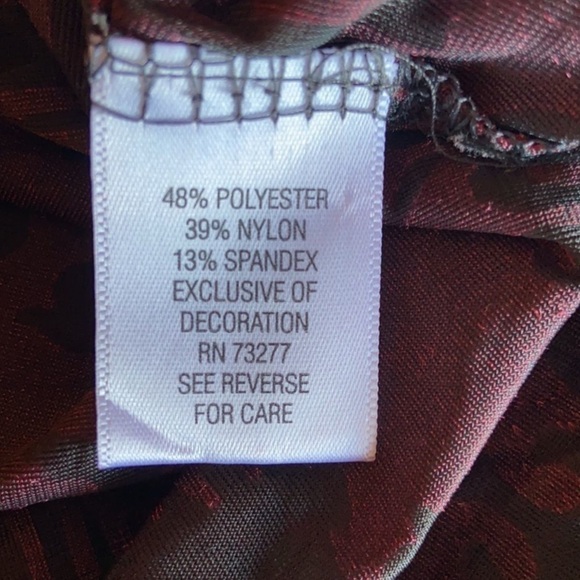 48% POLYESTER
39% NYLON
13% SPANDEX
EXCLUSIVE OF
DECORATION
RN 73277
SEE REVERSE
FOR CARE